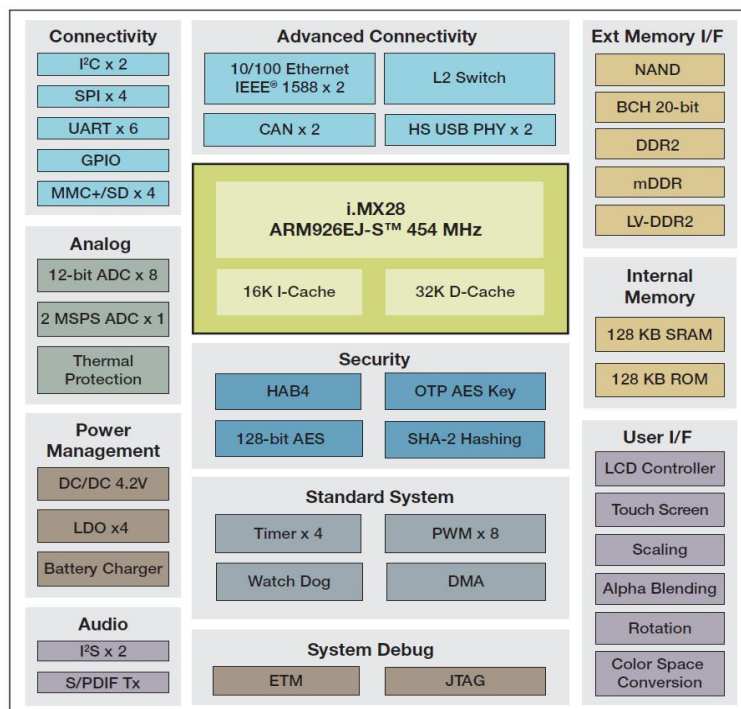 Connectivity
I²C x 2
SPI x 4
UART x 6
GPIO
MMC+/SD x 4
Analog
12-bit ADC x 8
2 MSPS ADC x 1
Thermal
Protection
Power
Management
DC/DC 4.2V
LDO x4
Battery Charger
Audio
I²S x 2
S/PDIF Tx
Advanced Connectivity
10/100 Ethernet
IEEE® 1588 x 2
L2 Switch
CAN x 2
HS USB PHY x 2
i.MX28
ARM926EJ-S™ 454 MHz
16K I-Cache
32K D-Cache
Security
HAB4
OTP AES Key
128-bit AES
SHA-2 Hashing
Standard System
Timer x 4
PWM x 8
Watch Dog
DMA
System Debug
ETM
JTAG
Ext Memory I/F
NAND
BCH 20-bit
DDR2
mDDR
LV-DDR2
Internal
Memory
128 KB SRAM
128 KB ROM
User I/F
LCD Controller
Touch Screen
Scaling
Alpha Blending
Rotation
Color Space
Conversion